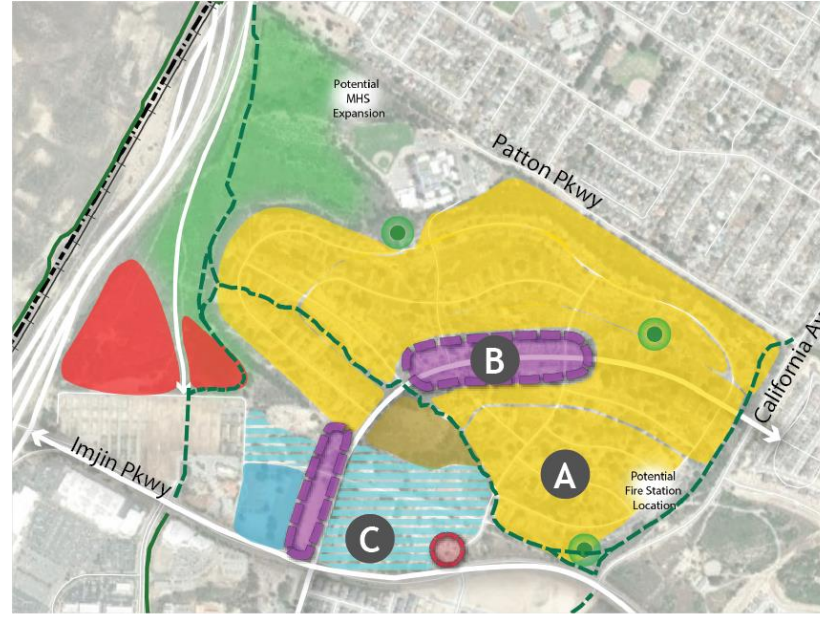 Potential
MHS
Expansion
Patton Pkwy
California Av
B
Imjin Pkwy
A
Potential
Fire Station
Location
C